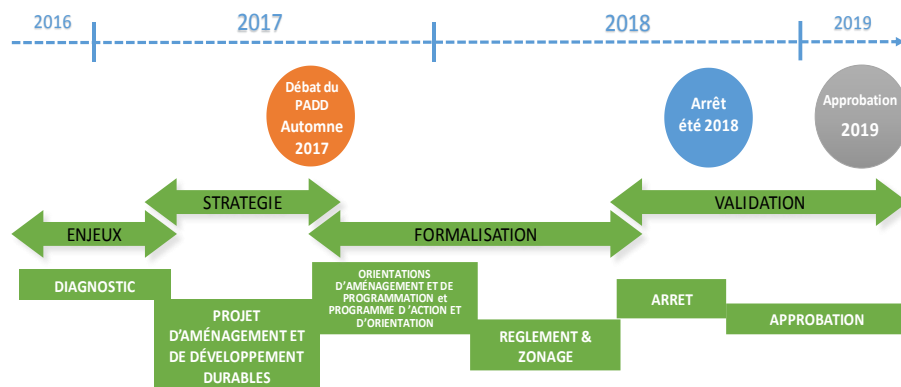 2016
2017
2018
2019
Débat du
PADD
Automne
2017
Arrêt
été 2018
Approbation
2019
STRATEGIE
VALIDATION
ENJEUX
FORMALISATION
DIAGNOSTIC
PROJET
D'AMÉNAGEMENT ET
DE DÉVELOPPEMENT
DURABLES
ORIENTATIONS
D'AMÉNAGEMENT ET DE
PROGRAMMATION et
PROGRAMME D 'ACTION ET
D'ORIENTATION
REGLEMENT &
ZONAGE
ARRET
APPROBATION